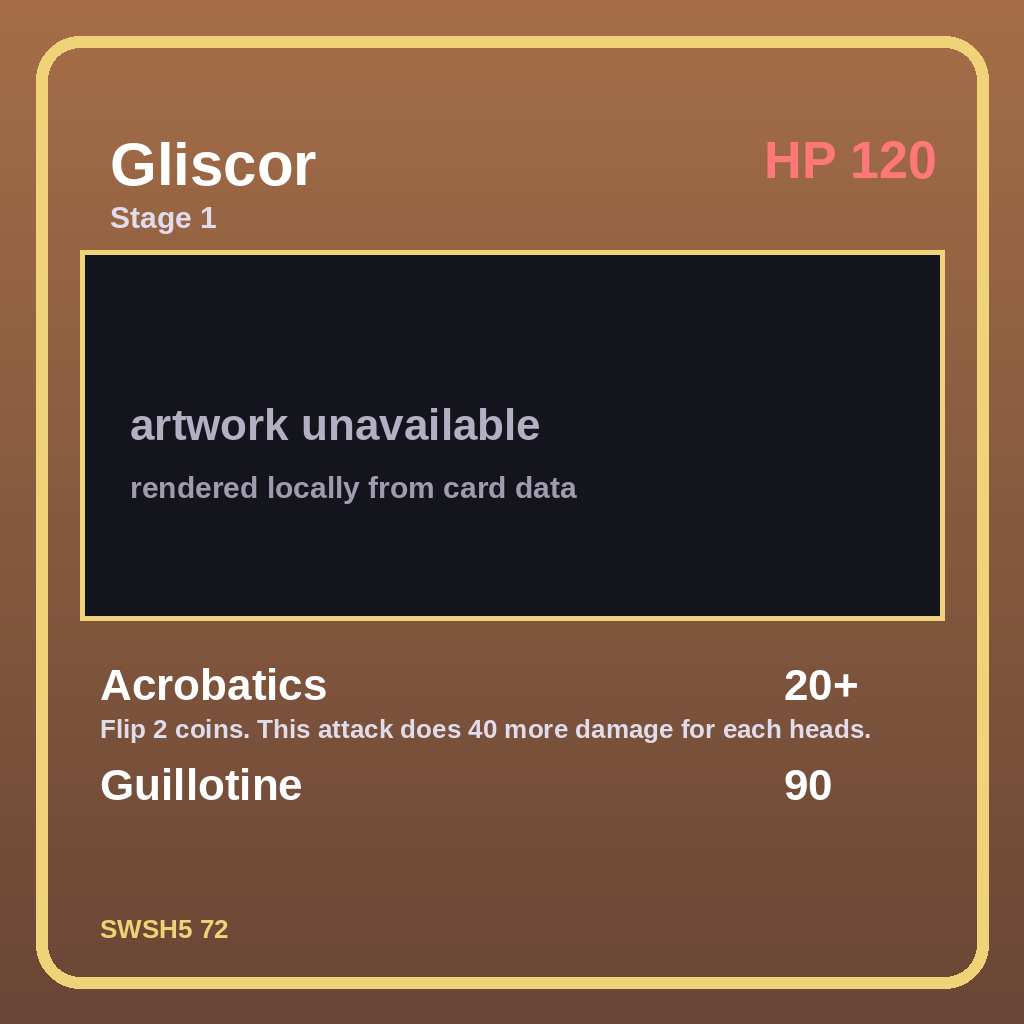 Gliscor
HP 120
Stage 1
artwork unavailable
rendered locally from card data
Acrobatics 20+
Flip 2 coins. This attack does 40 more damage for each heads.
Guillotine 90
SWSH5 72